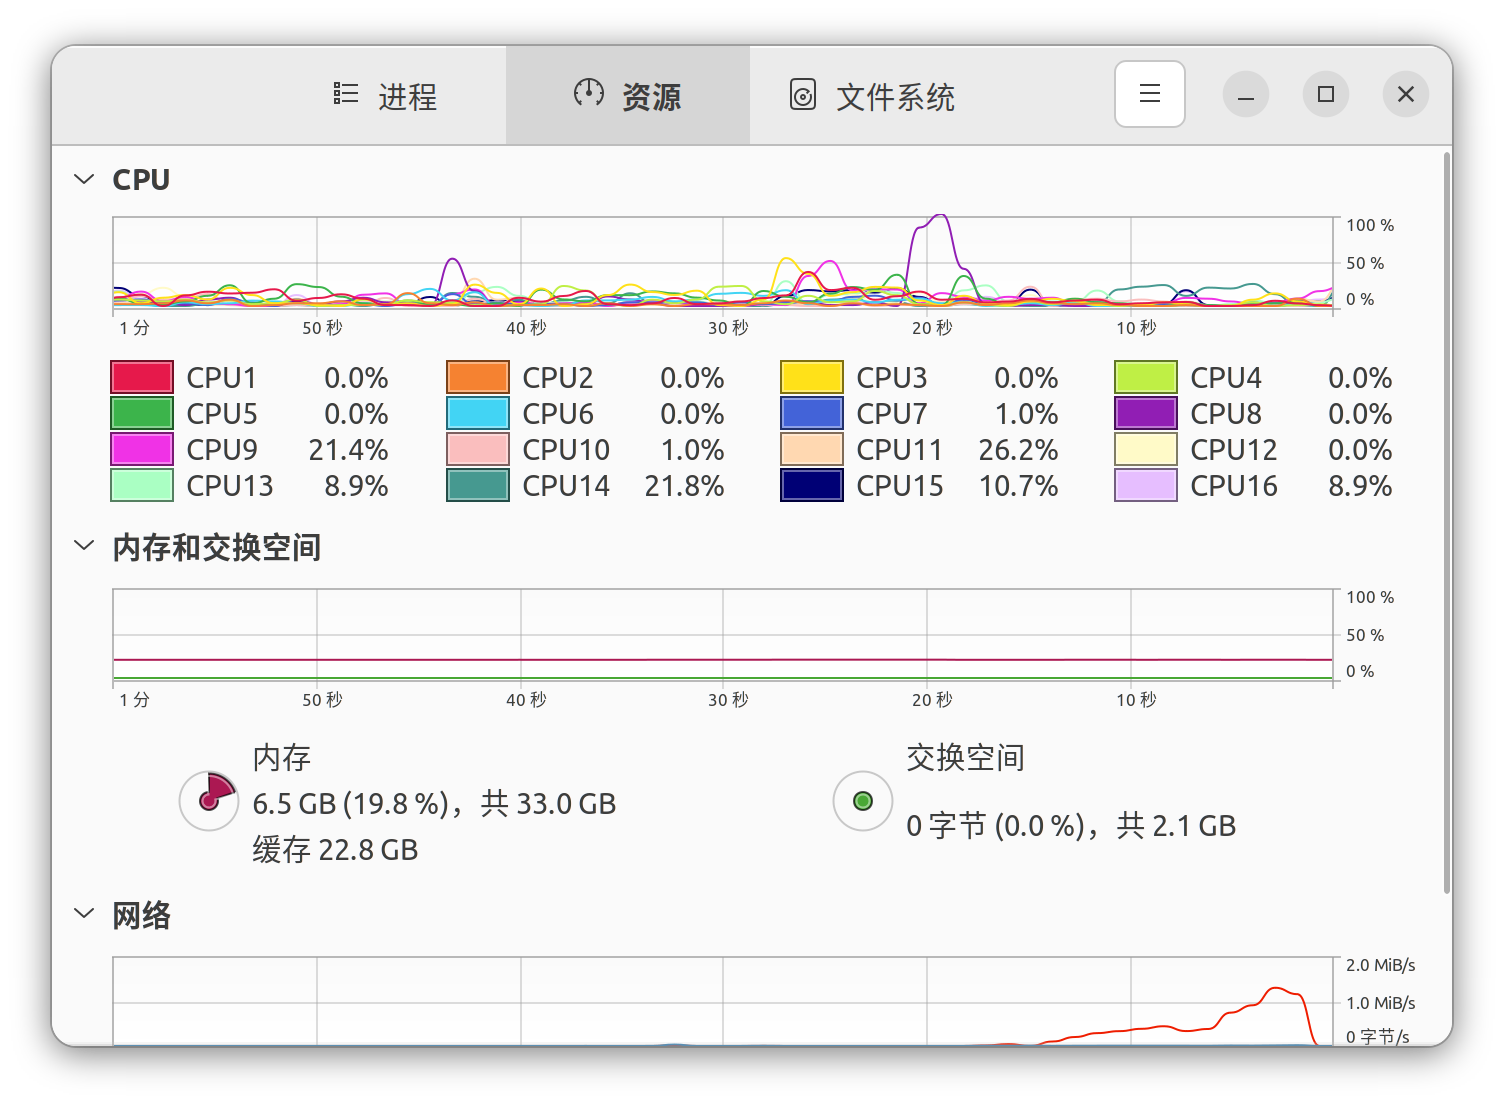 进程 资源 文件系统
CPU
100 %
50 %
0 %
1 分 50 秒 40 秒 30 秒 20 秒 10 秒
CPU1 0.0% CPU2 0.0% CPU3 0.0% CPU4 0.0%
CPU5 0.0% CPU6 0.0% CPU7 1.0% CPU8 0.0%
CPU9 21.4% CPU10 1.0% CPU11 26.2% CPU12 0.0%
CPU13 8.9% CPU14 21.8% CPU15 10.7% CPU16 8.9%
内存和交换空间
100 %
50 %
0 %
1 分 50 秒 40 秒 30 秒 20 秒 10 秒
内存
6.5 GB (19.8 %)，共 33.0 GB
缓存 22.8 GB
交换空间
0 字节 (0.0 %)，共 2.1 GB
网络
2.0 MiB/s
1.0 MiB/s
0 字节/s